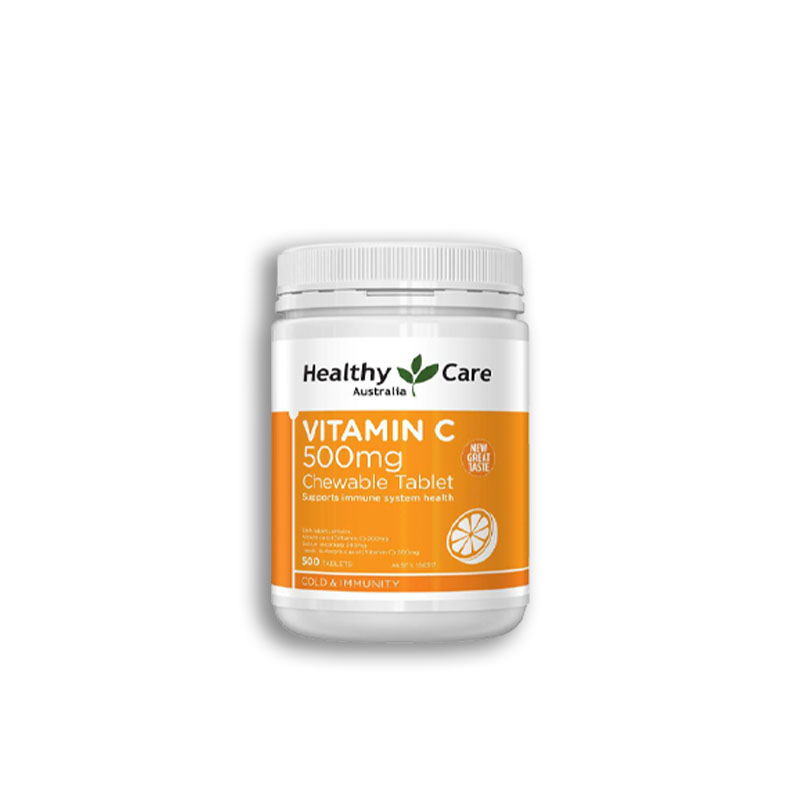 Healthy Care
Australia
VITAMIN C
500mg
NEW
GREAT
TASTE
Chewable Tablet
Supports immune system health
500 TABLETS
COLD & IMMUNITY